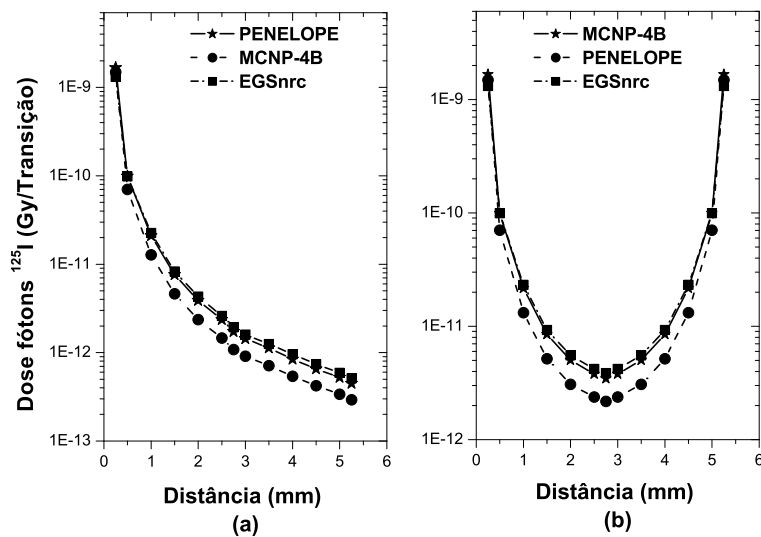 PENELOPE
MCNP-4B
EGSnrc
1E-9
1E-10
1E-11
1E-12
1E-13
Dose fótons ¹²⁵I (Gy/Transição)
0 1 2 3 4 5 6
Distância (mm)
(a)
MCNP-4B
PENELOPE
EGSnrc
1E-9
1E-10
1E-11
1E-12
0 1 2 3 4 5 6
Distância (mm)
(b)